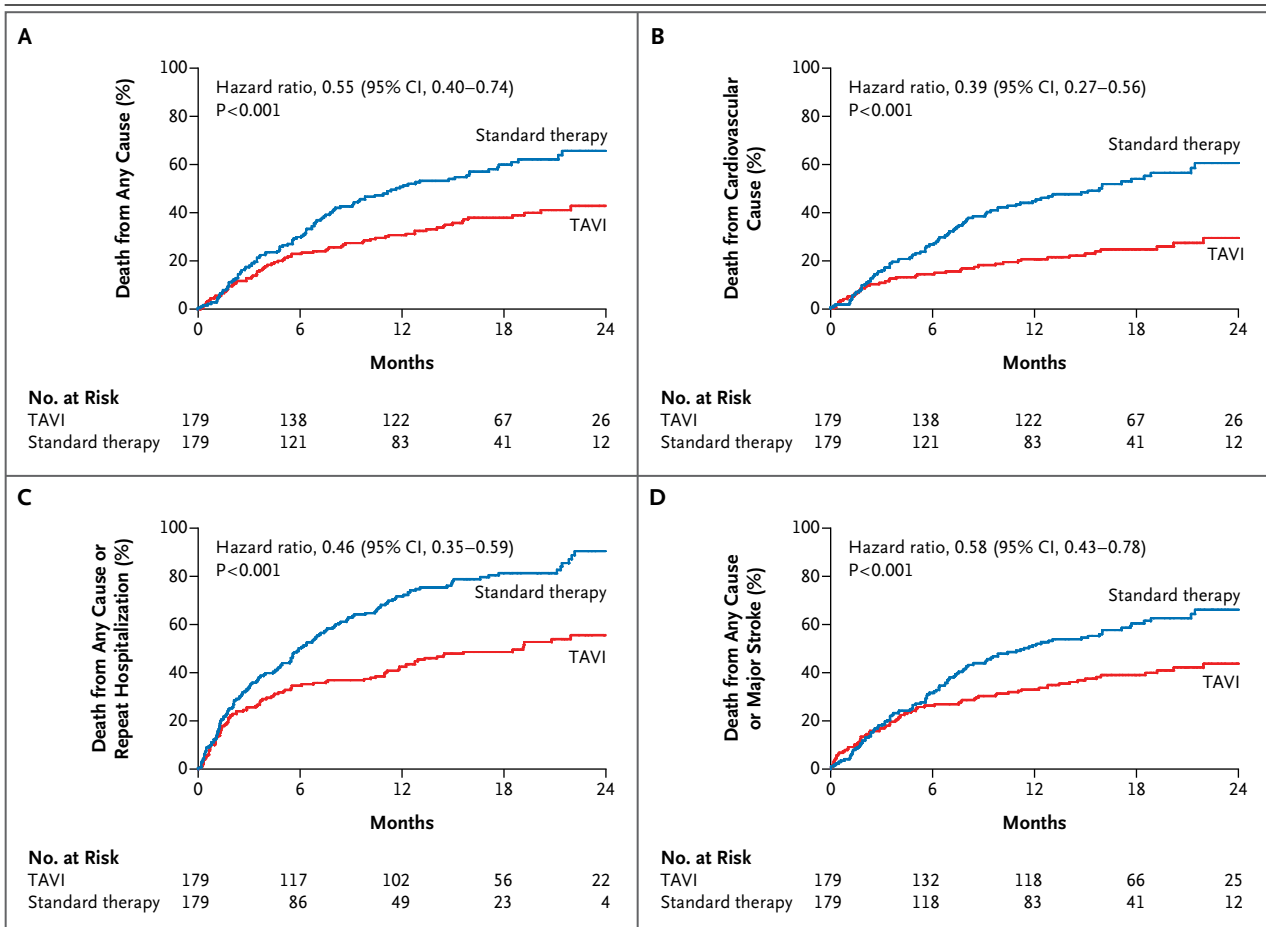 A
Death from Any Cause (%)
100
80
60
40
20
0
Hazard ratio, 0.55 (95% CI, 0.40–0.74)
P<0.001
Standard therapy
TAVI
0 6 12 18 24
Months
No. at Risk
TAVI 179 138 122 67 26
Standard therapy 179 121 83 41 12
B
Death from Cardiovascular
Cause (%)
100
80
60
40
20
0
Hazard ratio, 0.39 (95% CI, 0.27–0.56)
P<0.001
Standard therapy
TAVI
0 6 12 18 24
Months
No. at Risk
TAVI 179 138 122 67 26
Standard therapy 179 121 83 41 12
C
Death from Any Cause or
Repeat Hospitalization (%)
100
80
60
40
20
0
Hazard ratio, 0.46 (95% CI, 0.35–0.59)
P<0.001
Standard therapy
TAVI
0 6 12 18 24
Months
No. at Risk
TAVI 179 117 102 56 22
Standard therapy 179 86 49 23 4
D
Death from Any Cause
or Major Stroke (%)
100
80
60
40
20
0
Hazard ratio, 0.58 (95% CI, 0.43–0.78)
P<0.001
Standard therapy
TAVI
0 6 12 18 24
Months
No. at Risk
TAVI 179 132 118 66 25
Standard therapy 179 118 83 41 12